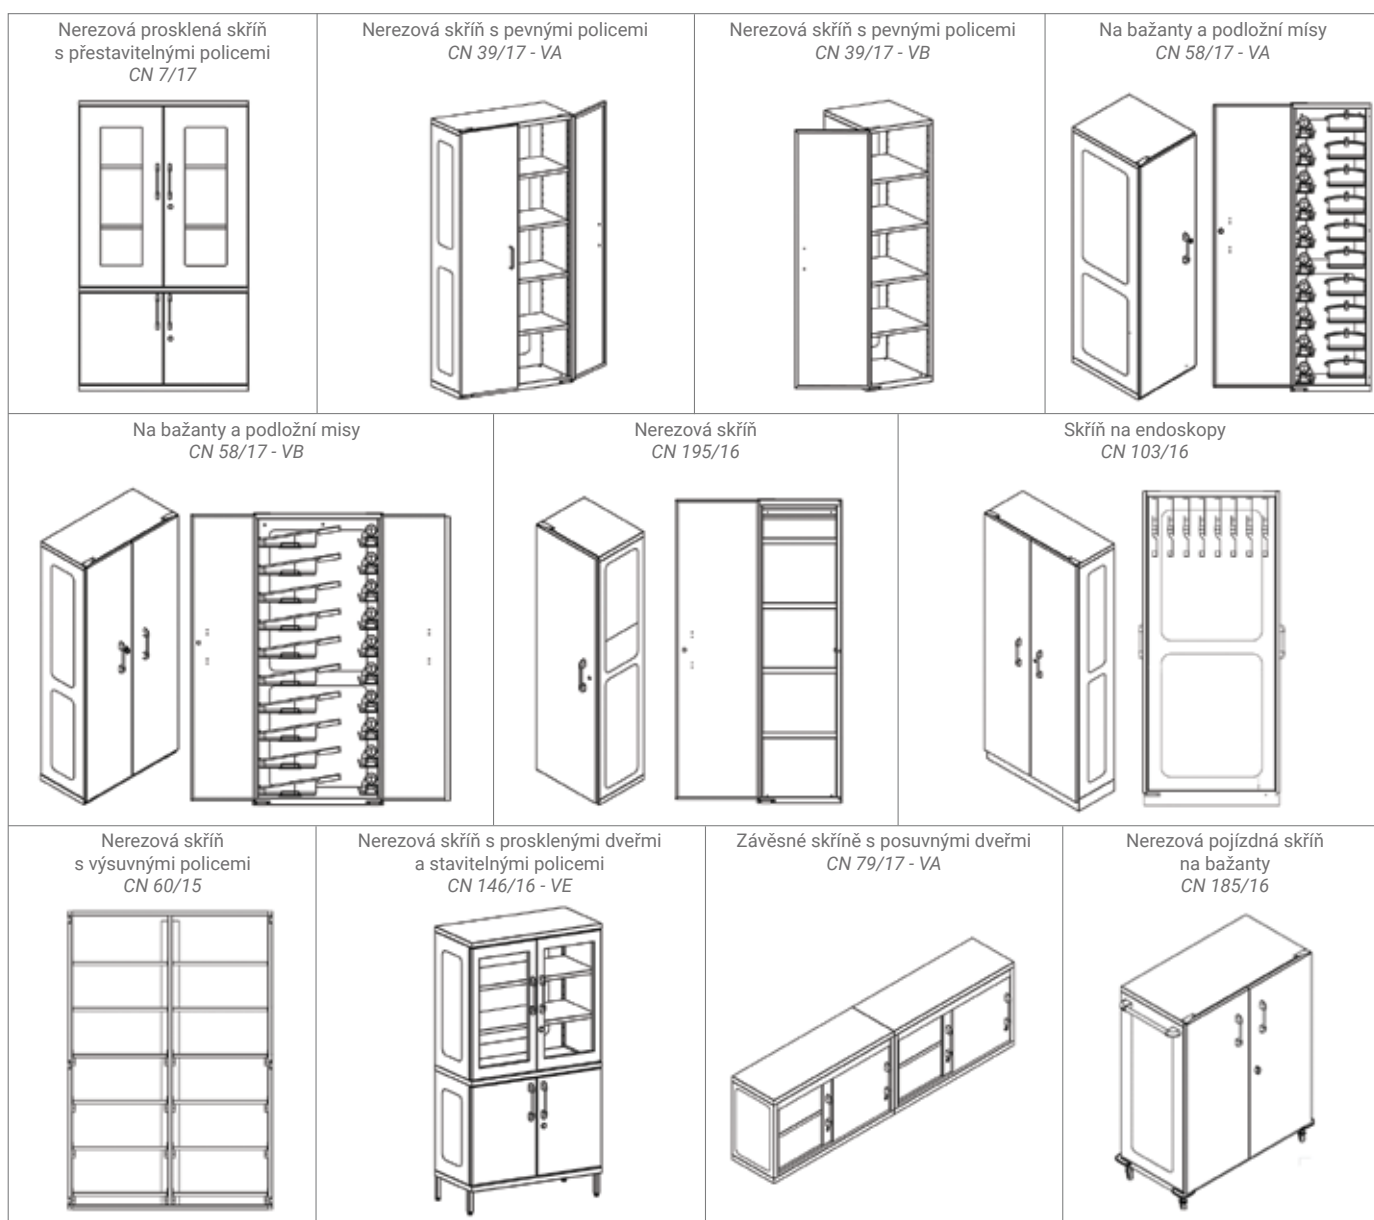 Nerezová prosklená skříň
s přestavitelnými policemi
CN 7/17
Nerezová skříň s pevnými policemi
CN 39/17 - VA
Nerezová skříň s pevnými policemi
CN 39/17 - VB
Na bažanty a podložní mísy
CN 58/17 - VA
Na bažanty a podložní misy
CN 58/17 - VB
Nerezová skříň
CN 195/16
Skříň na endoskopy
CN 103/16
Nerezová skříň
s výsuvnými policemi
CN 60/15
Nerezová skříň s prosklenými dveřmi
a stavitelnými policemi
CN 146/16 - VE
Závěsné skříně s posuvnými dveřmi
CN 79/17 - VA
Nerezová pojízdná skříň
na bažanty
CN 185/16